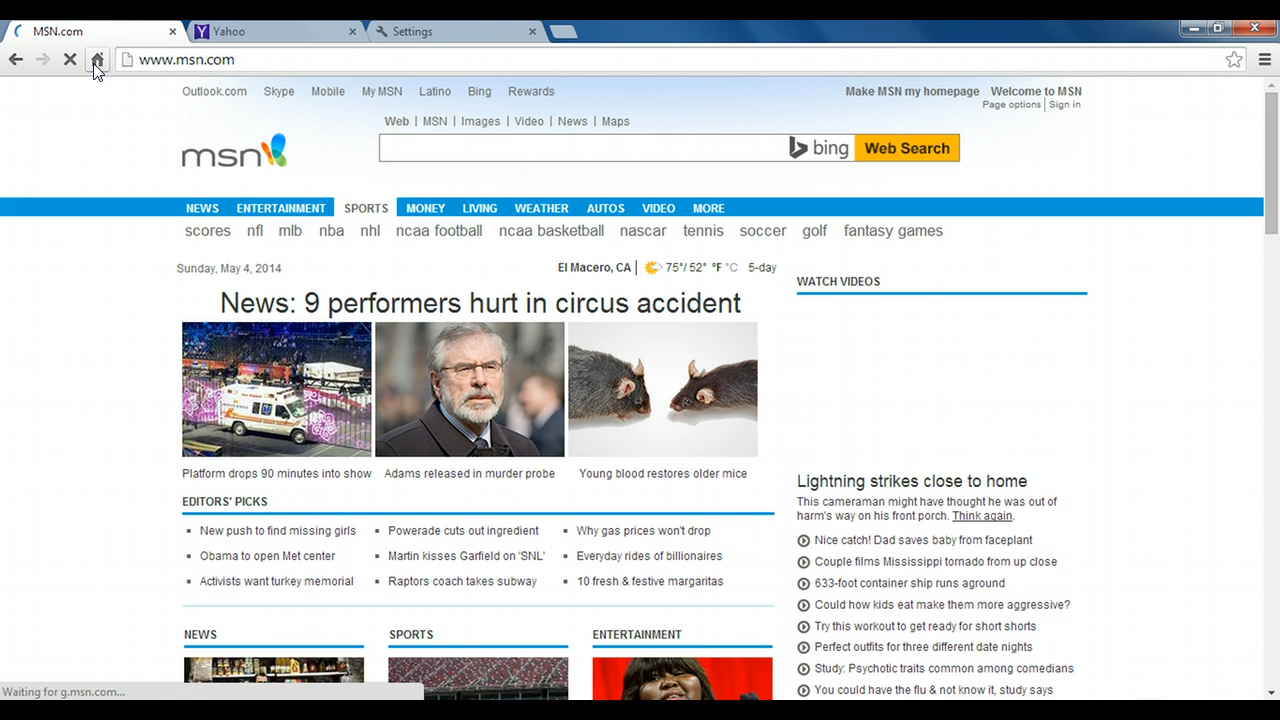 MSN.com
Yahoo
Settings
www.msn.com
Outlook.com Skype Mobile My MSN Latino Bing Rewards
Make MSN my homepage Welcome to MSN
Page options Sign in
Web | MSN | Images | Video | News | Maps
msn
bing Web Search
NEWS ENTERTAINMENT SPORTS MONEY LIVING WEATHER AUTOS VIDEO MORE
scores nfl mlb nba nhl ncaa football ncaa basketball nascar tennis soccer golf fantasy games
Sunday, May 4, 2014
El Macero, CA | 75°/ 52° °F °C 5-day
News: 9 performers hurt in circus accident
Platform drops 90 minutes into show
Adams released in murder probe
Young blood restores older mice
EDITORS' PICKS
New push to find missing girls
Powerade cuts out ingredient
Why gas prices won't drop
Obama to open Met center
Martin kisses Garfield on 'SNL'
Everyday rides of billionaires
Activists want turkey memorial
Raptors coach takes subway
10 fresh & festive margaritas
NEWS
SPORTS
ENTERTAINMENT
WATCH VIDEOS
Lightning strikes close to home
This cameraman might have thought he was out of
harm's way on his front porch. Think again.
Nice catch! Dad saves baby from faceplant
Couple films Mississippi tornado from up close
633-foot container ship runs aground
Could how kids eat make them more aggressive?
Try this workout to get ready for short shorts
Perfect outfits for three different date nights
Study: Psychotic traits common among comedians
You could have the flu & not know it, study says
Waiting for g.msn.com...